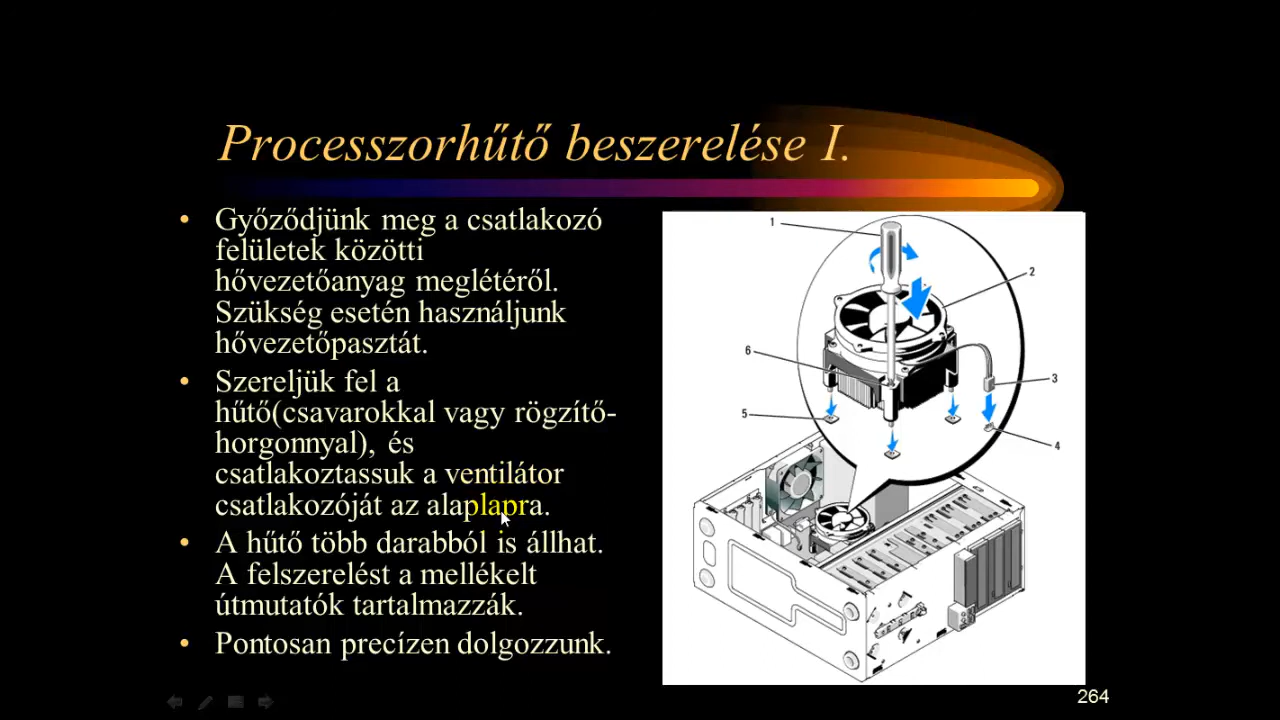 Processzorhűtő beszerelése I.
• Győződjünk meg a csatlakozó
felületek közötti
hővezetőanyag meglétéről.
Szükség esetén használjunk
hővezetőpasztát.
• Szereljük fel a
hűtő(csavarokkal vagy rögzítő-
horgonnyal), és
csatlakoztassuk a ventilátor
csatlakozóját az alaplapra.
• A hűtő több darabból is állhat.
A felszerelést a mellékelt
útmutatók tartalmazzák.
• Pontosan precízen dolgozzunk.
1
2
6
3
5
4
264